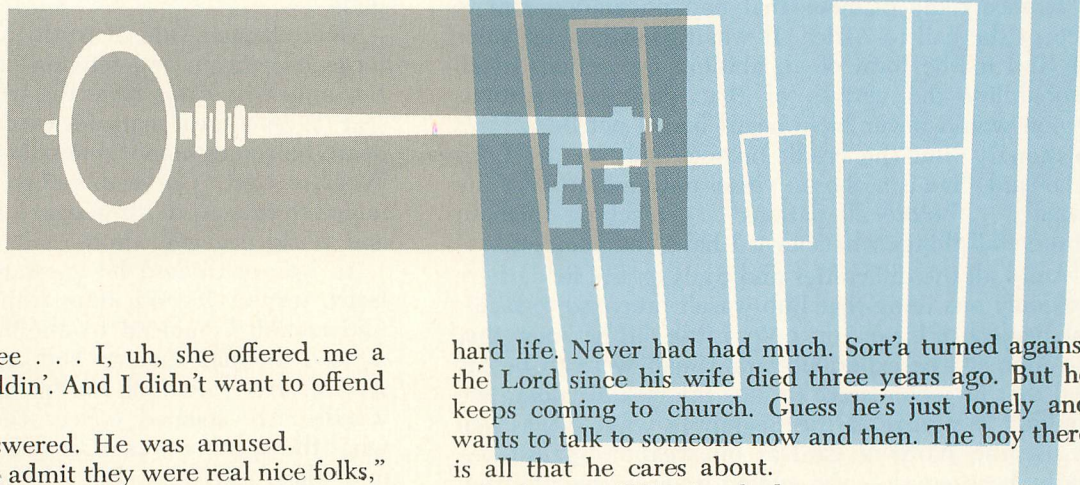 ee . . . I, uh, she offered me a
ldin'. And I didn't want to offend
wered. He was amused.
admit they were real nice folks,"
hard life. Never had had much. Sort'a turned agains
the Lord since his wife died three years ago. But h
keeps coming to church. Guess he's just lonely and
wants to talk to someone now and then. The boy there
is all that he cares about.